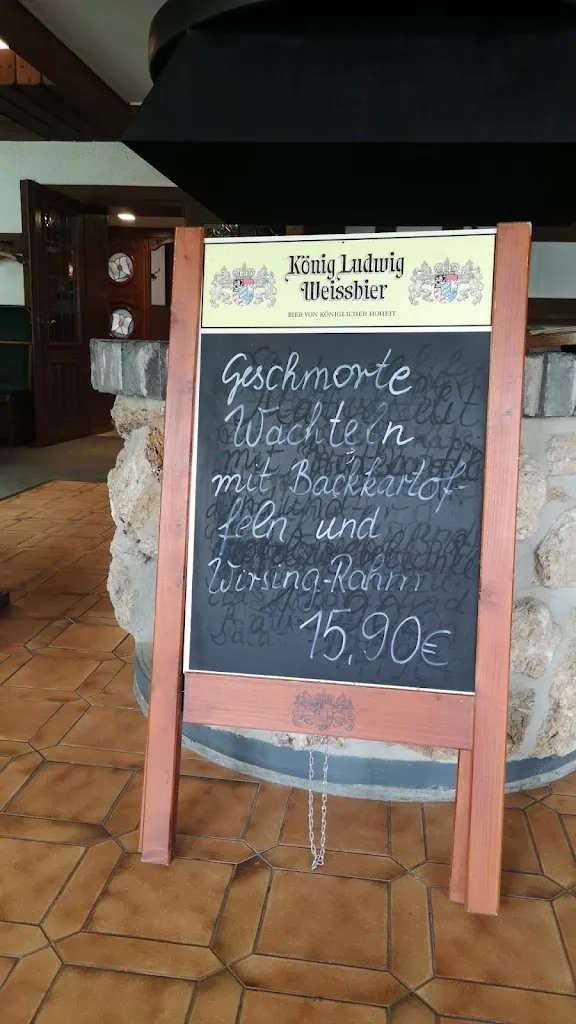 König Ludwig
Weissbier
BIER VON KÖNIGLICHER HOHEIT
Geschmorte
Wachteln
mit Backkartof-
feln und
Wirsing-Rahm
15,90€